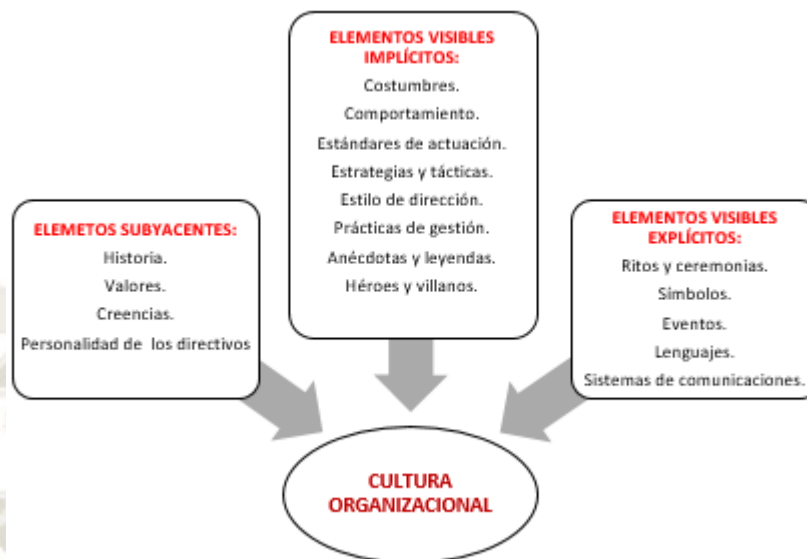 ELEMETOS SUBYACENTES:
Historia.
Valores.
Creencias.
Personalidad de los directivos
ELEMENTOS VISIBLES
IMPLÍCITOS:
Costumbres.
Comportamiento.
Estándares de actuación.
Estrategias y tácticas.
Estilo de dirección.
Prácticas de gestión.
Anécdotas y leyendas.
Héroes y villanos.
ELEMENTOS VISIBLES
EXPLÍCITOS:
Ritos y ceremonias.
Símbolos.
Eventos.
Lenguajes.
Sistemas de comunicaciones.
CULTURA
ORGANIZACIONAL